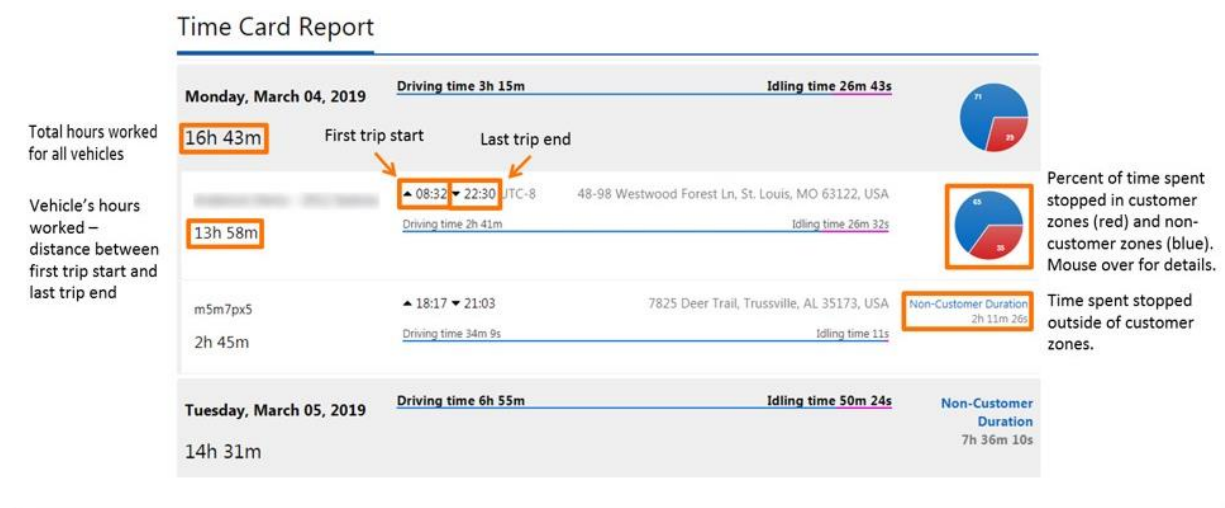 Time Card Report
Monday, March 04, 2019
Driving time 3h 15m
Idling time 26m 43s
71
29
Total hours worked
for all vehicles
16h 43m
First trip start
Last trip end
Vehicle's hours
worked –
distance between
first trip start and
last trip end
13h 58m
▲ 08:32 ▼ 22:30 UTC-8
48-98 Westwood Forest Ln, St. Louis, MO 63122, USA
Driving time 2h 41m
Idling time 26m 32s
65
35
Percent of time spent
stopped in customer
zones (red) and non-
customer zones (blue).
Mouse over for details.
m5m7px5
2h 45m
▲ 18:17 ▼ 21:03
7825 Deer Trail, Trussville, AL 35173, USA
Driving time 34m 9s
Idling time 11s
Non-Customer Duration
2h 11m 26s
Time spent stopped
outside of customer
zones.
Tuesday, March 05, 2019
14h 31m
Driving time 6h 55m
Idling time 50m 24s
Non-Customer
Duration
7h 36m 10s